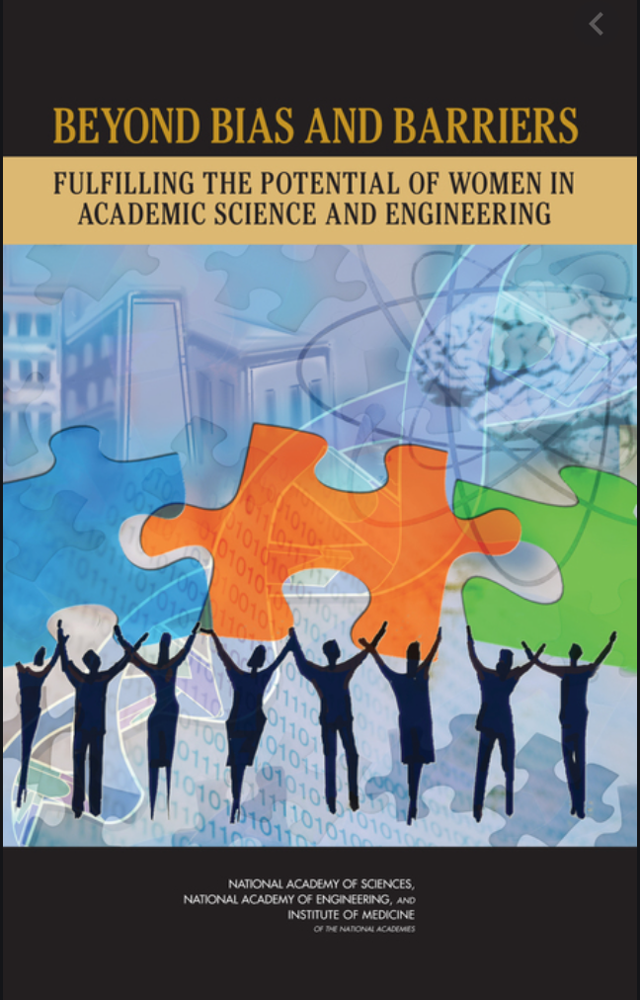 BEYOND BIAS AND BARRIERS
FULFILLING THE POTENTIAL OF WOMEN IN
ACADEMIC SCIENCE AND ENGINEERING
NATIONAL ACADEMY OF SCIENCES,
NATIONAL ACADEMY OF ENGINEERING, AND
INSTITUTE OF MEDICINE
OF THE NATIONAL ACADEMIES